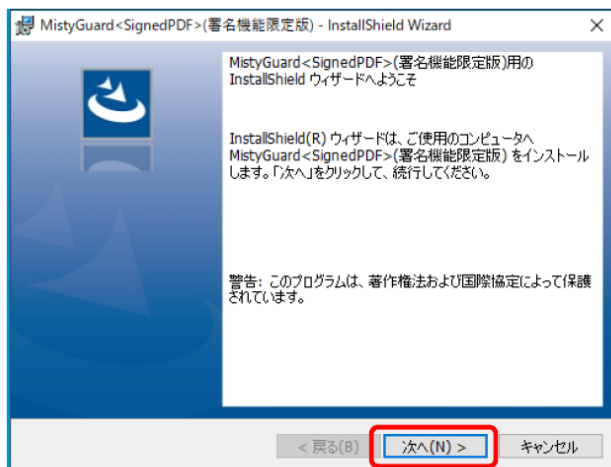 MistyGuard<SignedPDF>(署名機能限定版) - InstallShield Wizard
MistyGuard<SignedPDF>(署名機能限定版)用の
InstallShield ウィザードへようこそ
InstallShield(R) ウィザードは、ご使用のコンピュータへ
MistyGuard<SignedPDF>(署名機能限定版) をインストール
します。「次へ」をクリックして、続行してください。
警告: このプログラムは、著作権法および国際協定によって保護
されています。
< 戻る(B)
次へ(N) >
キャンセル